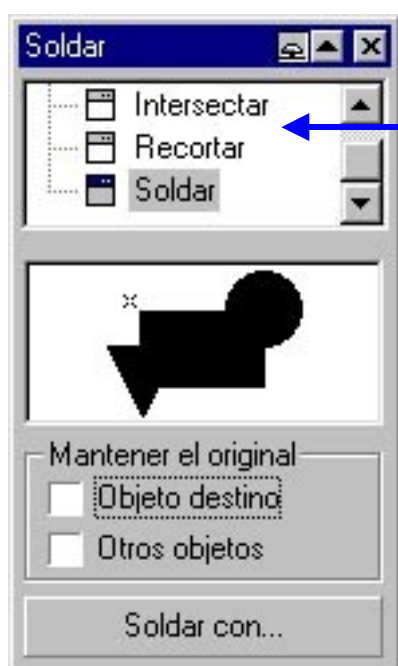 Soldar
Intersectar
Recortar
Soldar
Mantener el original
Objeto destino
Otros objetos
Soldar con...